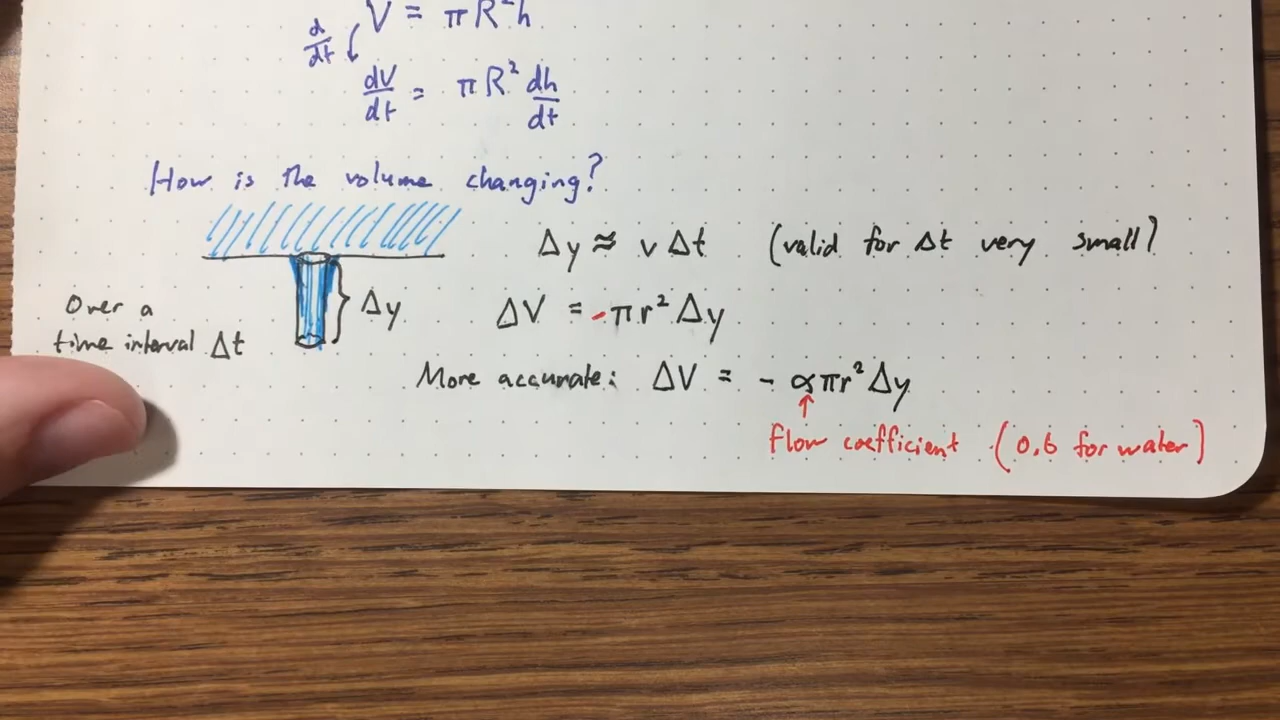 V = πR²h
d/dt
dV/dt = πR² dh/dt
How is the volume changing?
Δy ≈ vΔt (valid for Δt very small)
Over a
time interval Δt
Δy
ΔV = -πr²Δy
More accurate: ΔV = - απr²Δy
flow coefficient (0.6 for water)